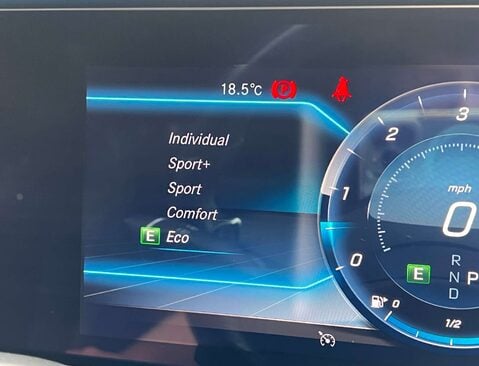 18.5°C
P
Individual
Sport+
Sport
Comfort
E Eco
0
1
2
3
mph
0
E
R
N P
D
0
1/2